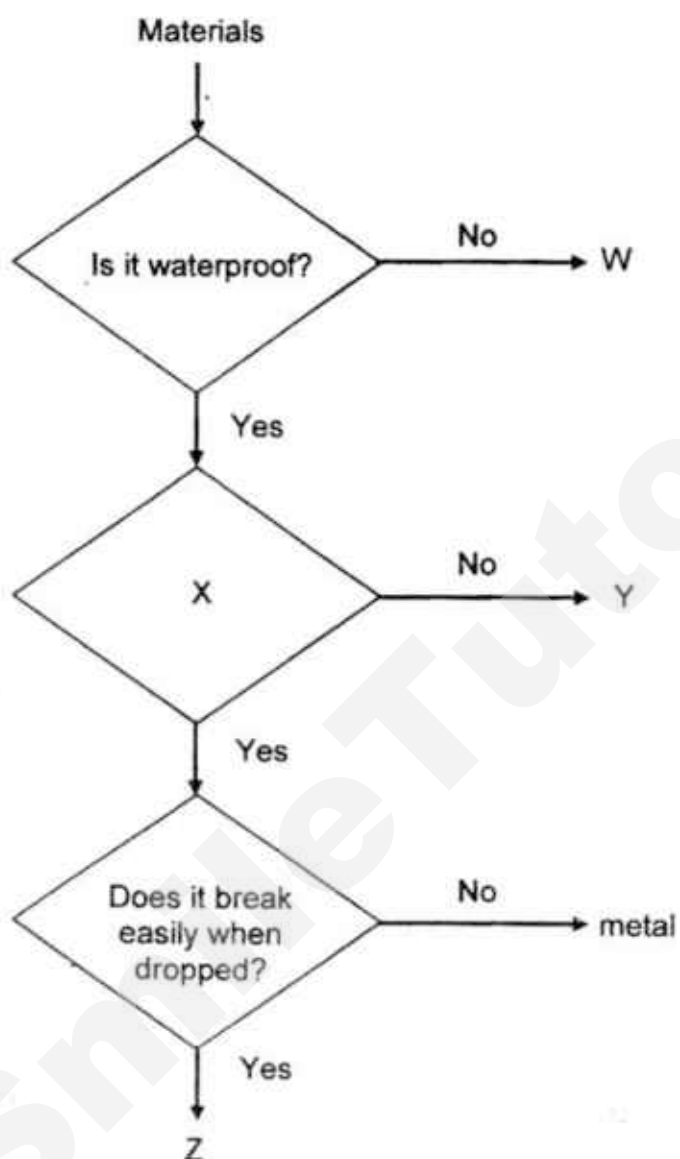 Materials
Is it waterproof?
No
W
Yes
X
No
Y
Yes
Does it break
easily when
dropped?
No
metal
Yes
Z